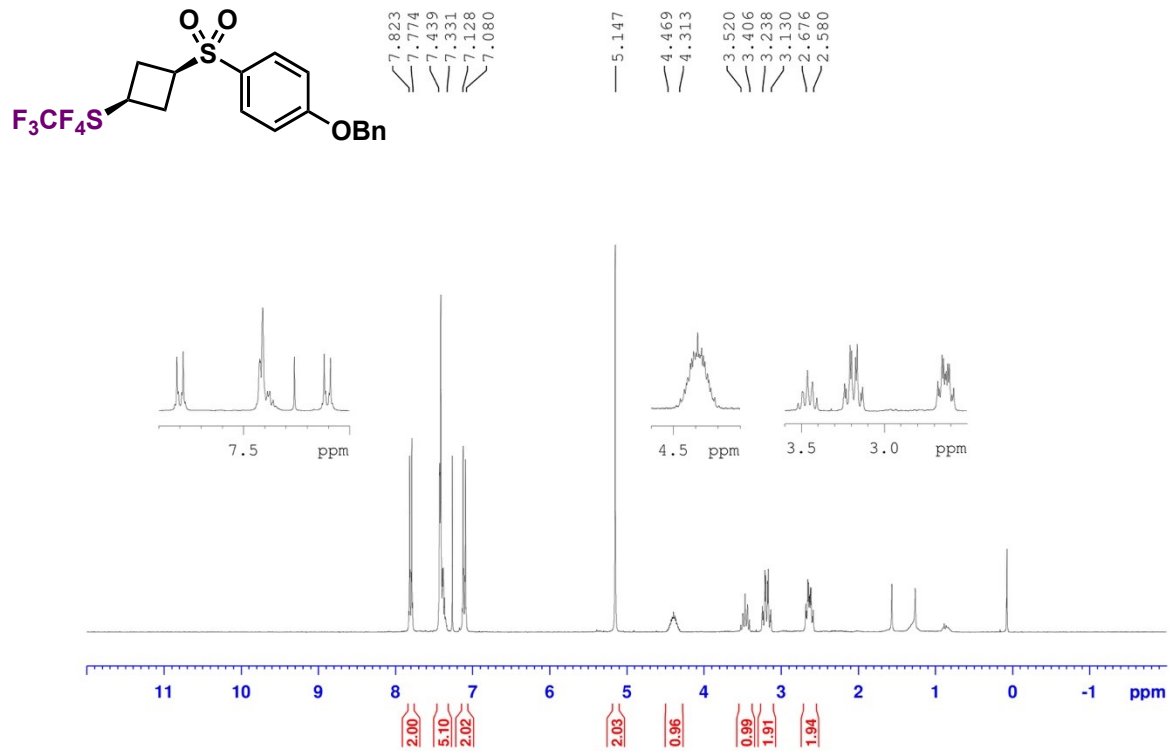 O O
S
F₃CF₄S
OBn
7.823
7.774
7.439
7.331
7.128
7.080
5.147
4.469
4.313
3.520
3.406
3.238
3.130
2.676
2.580
7.5 ppm
4.5 ppm
3.5 3.0 ppm
11 10 9 8 7 6 5 4 3 2 1 0 -1 ppm
2.00
5.10
2.02
2.03
0.96
0.99
1.91
1.94